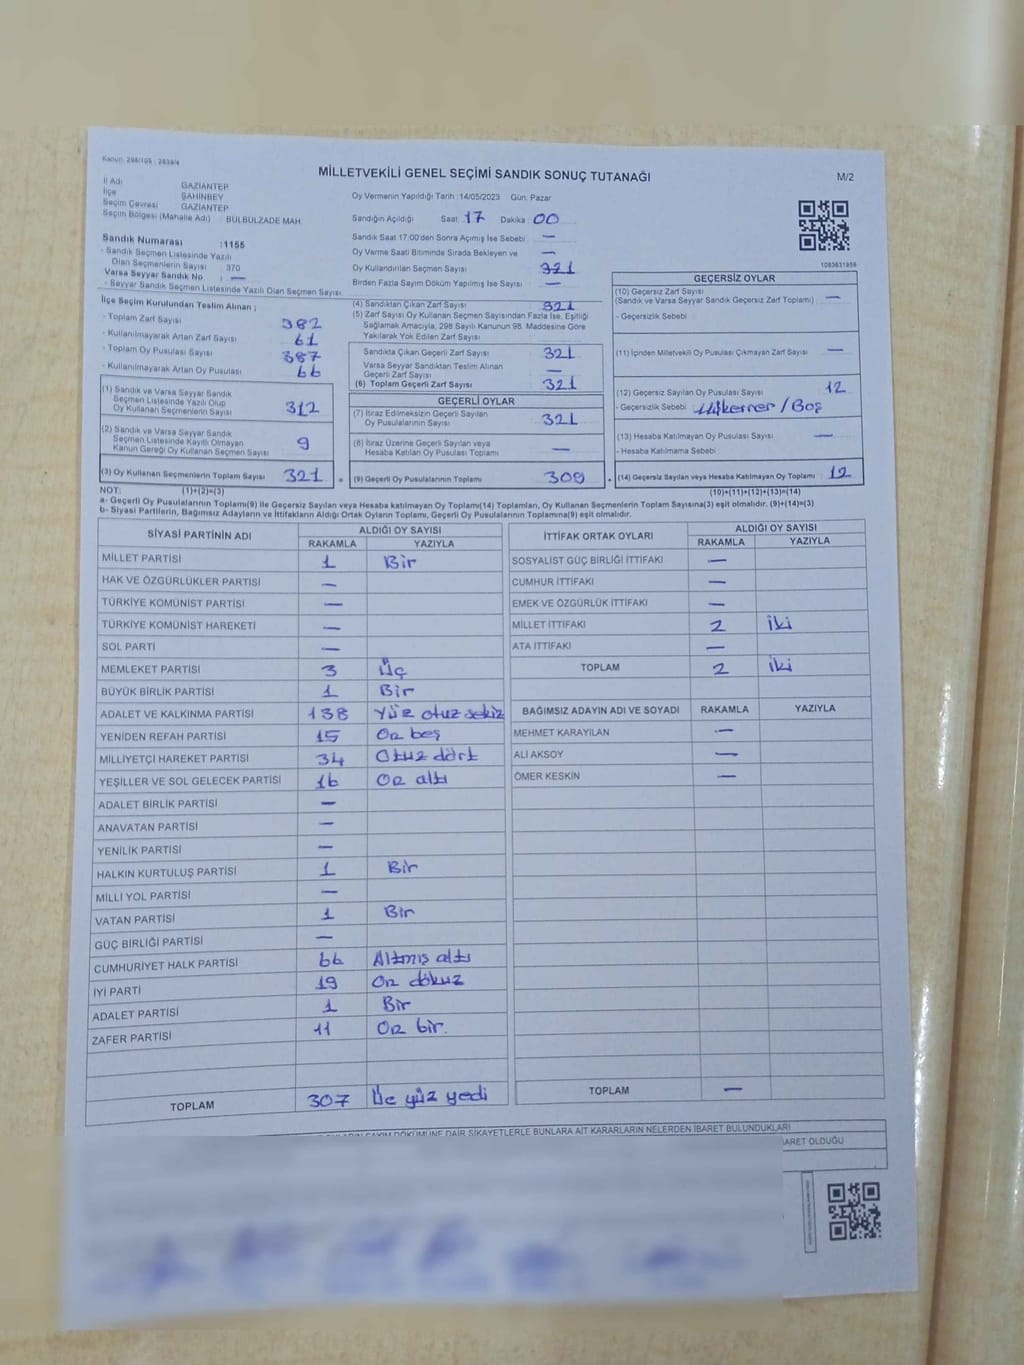 Kanun: 298/105 ; 2839/4
MİLLETVEKİLİ GENEL SEÇİMİ SANDIK SONUÇ TUTANAĞI
M/2
İl Adı GAZİANTEP
İlçe ŞAHİNBEY
Seçim Çevresi GAZİANTEP
Seçim Bölgesi (Mahalle Adı) BÜLBÜLZADE MAH.
Sandık Numarası :1155
- Sandık Seçmen Listesinde Yazılı
Olan Seçmenlerin Sayısı 370
Varsa Seyyar Sandık No : —
- Seyyar Sandık Seçmen Listesinde Yazılı Olan Seçmen Sayısı
Oy Vermenin Yapıldığı Tarih :14/05/2023 Gün: Pazar
Sandığın Açıldığı Saat 17 Dakika : 00
Sandık Saat 17:00'den Sonra Açılmış İse Sebebi —
Oy Verme Saati Bitiminde Sırada Bekleyen ve —
Oy Kullandırılan Seçmen Sayısı 321
Birden Fazla Sayım Döküm Yapılmış İse Sayısı —
1083631956
İlçe Seçim Kurulundan Teslim Alınan ;
- Toplam Zarf Sayısı 382
- Kullanılmayarak Artan Zarf Sayısı 61
- Toplam Oy Pusulası Sayısı 387
- Kullanılmayarak Artan Oy Pusulası 66
(1) Sandık ve Varsa Seyyar Sandık
Seçmen Listesinde Yazılı Olup
Oy Kullanan Seçmenlerin Sayısı 312
(2) Sandık ve Varsa Seyyar Sandık
Seçmen Listesinde Kayıtlı Olmayan
Kanun Gereği Oy Kullanan Seçmen Sayısı 9
(3) Oy Kullanan Seçmenlerin Toplam Sayısı 321
(4) Sandıktan Çıkan Zarf Sayısı 321
(5) Zarf Sayısı Oy Kullanan Seçmen Sayısından Fazla İse, Eşitliği
Sağlamak Amacıyla, 298 Sayılı Kanunun 98. Maddesine Göre
Yakılarak Yok Edilen Zarf Sayısı
Sandıkta Çıkan Geçerli Zarf Sayısı 321
Varsa Seyyar Sandıktan Teslim Alınan
Geçerli Zarf Sayısı —
(6) Toplam Geçerli Zarf Sayısı 321
GEÇERLİ OYLAR
(7) İtiraz Edilmeksizin Geçerli Sayılan
Oy Pusulalarının Sayısı 321
(8) İtiraz Üzerine Geçerli Sayılan veya
Hesaba Katılan Oy Pusulası Toplamı —
(9) Geçerli Oy Pusulalarının Toplamı 309
GEÇERSİZ OYLAR
(10) Geçersiz Zarf Sayısı
(Sandık ve Varsa Seyyar Sandık Geçersiz Zarf Toplamı) —
- Geçersizlik Sebebi
(11) İçinden Milletvekili Oy Pusulası Çıkmayan Zarf Sayısı —
(12) Geçersiz Sayılan Oy Pusulası Sayısı 12
- Geçersizlik Sebebi / Boş
(13) Hesaba Katılmayan Oy Pusulası Sayısı —
- Hesaba Katılmama Sebebi
(14) Geçersiz Sayılan veya Hesaba Katılmayan Oy Toplamı 12
NOT: (1)+(2)=(3) (10)+(11)+(12)+(13)=(14)
a- Geçerli Oy Pusulalarının Toplamı(9) ile Geçersiz Sayılan veya Hesaba Katılmayan Oy Toplamı(14) Toplamları, Oy Kullanan Seçmenlerin Toplam Sayısına(3) eşit olmalıdır. (9)+(14)=(3)
b- Siyasi Partilerin, Bağımsız Adayların ve İttifakların Aldığı Ortak Oyların Toplamı, Geçerli Oy Pusulalarının Toplamına(9) eşit olmalıdır.
SİYASİ PARTİNİN ADI ALDIĞI OY SAYISI
RAKAMLA YAZIYLA
MİLLET PARTİSİ 1 Bir
HAK VE ÖZGÜRLÜKLER PARTİSİ —
TÜRKİYE KOMÜNİST PARTİSİ —
TÜRKİYE KOMÜNİST HAREKETİ —
SOL PARTİ —
MEMLEKET PARTİSİ 3 Üç
BÜYÜK BİRLİK PARTİSİ 1 Bir
ADALET VE KALKINMA PARTİSİ 138 Yüz otuz sekiz
YENİDEN REFAH PARTİSİ 15 On beş
MİLLİYETÇİ HAREKET PARTİSİ 34 Otuz dört
YEŞİLLER VE SOL GELECEK PARTİSİ 16 On altı
ADALET BİRLİK PARTİSİ —
ANAVATAN PARTİSİ —
YENİLİK PARTİSİ —
HALKIN KURTULUŞ PARTİSİ 1 Bir
MİLLİ YOL PARTİSİ —
VATAN PARTİSİ 1 Bir
GÜÇ BİRLİĞİ PARTİSİ —
CUMHURİYET HALK PARTİSİ 66 Altmış altı
İYİ PARTİ 19 On dokuz
ADALET PARTİSİ 1 Bir
ZAFER PARTİSİ 11 On bir.
TOPLAM 307 Üc yüz yedi
İTTİFAK ORTAK OYLARI ALDIĞI OY SAYISI
RAKAMLA YAZIYLA
SOSYALİST GÜÇ BİRLİĞİ İTTİFAKI —
CUMHUR İTTİFAKI —
EMEK VE ÖZGÜRLÜK İTTİFAKI —
MİLLET İTTİFAKI 2 İki
ATA İTTİFAKI —
TOPLAM 2 İki
BAĞIMSIZ ADAYIN ADI VE SOYADI RAKAMLA YAZIYLA
MEHMET KARAYILAN —
ALİ AKSOY —
ÖMER KESKİN —
TOPLAM —
SAYIM DÖKÜMÜNE DAİR ŞİKAYETLERLE BUNLARA AİT KARARLARIN NELERDEN İBARET BULUNDUKLARI
İBARET OLDUĞU